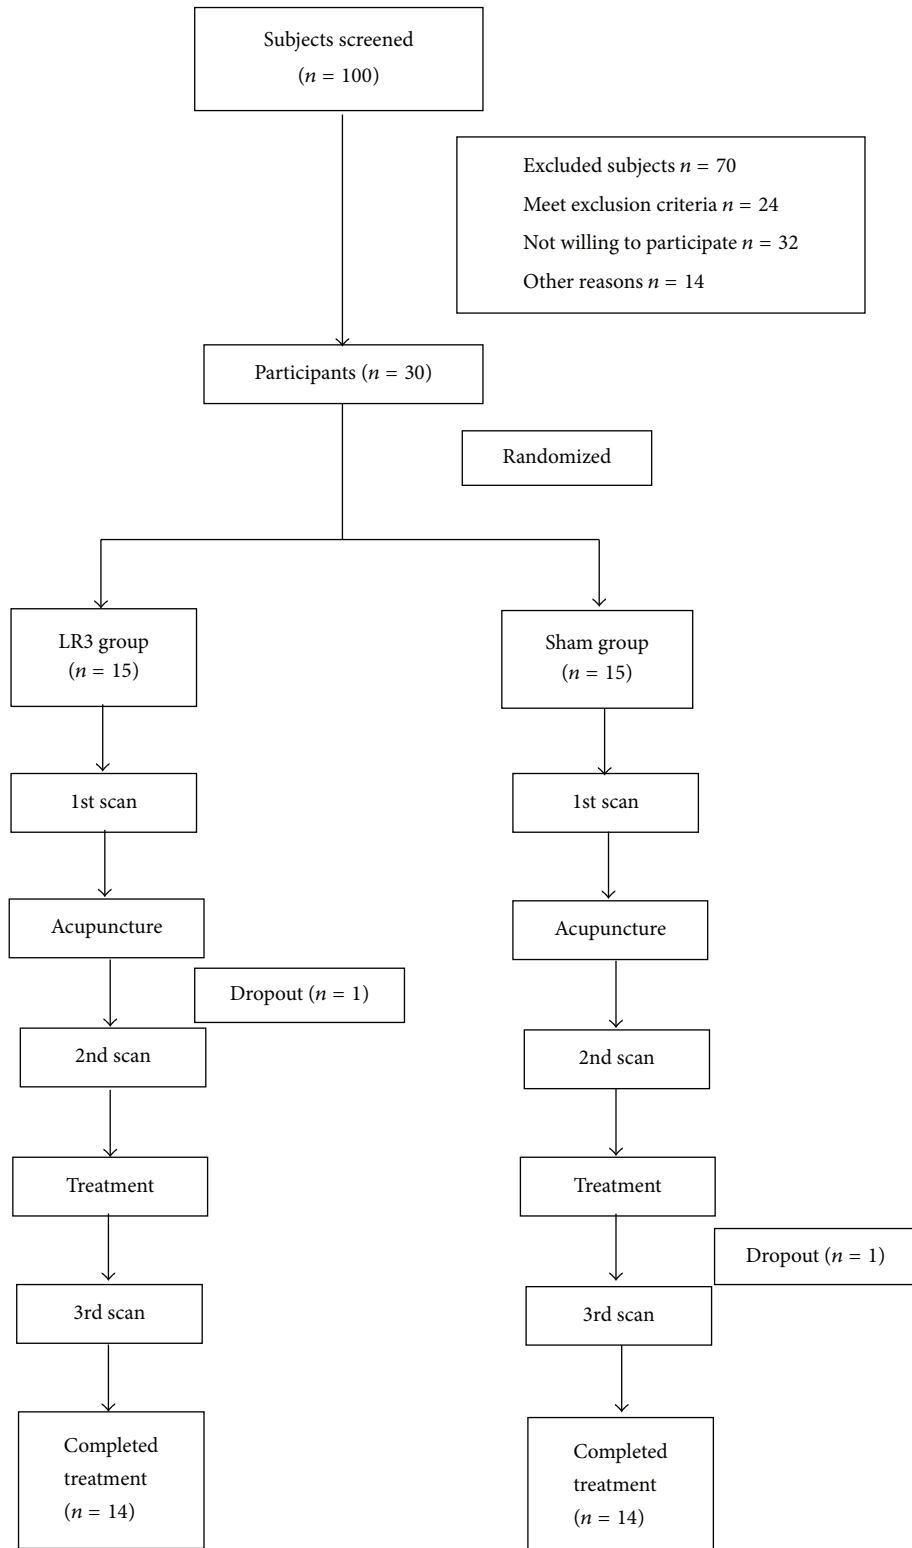 Subjects screened
(n = 100)
Excluded subjects n = 70
Meet exclusion criteria n = 24
Not willing to participate n = 32
Other reasons n = 14
Participants (n = 30)
Randomized
LR3 group
(n = 15)
Sham group
(n = 15)
1st scan
1st scan
Acupuncture
Acupuncture
Dropout (n = 1)
2nd scan
2nd scan
Treatment
Treatment
Dropout (n = 1)
3rd scan
3rd scan
Completed
treatment
(n = 14)
Completed
treatment
(n = 14)